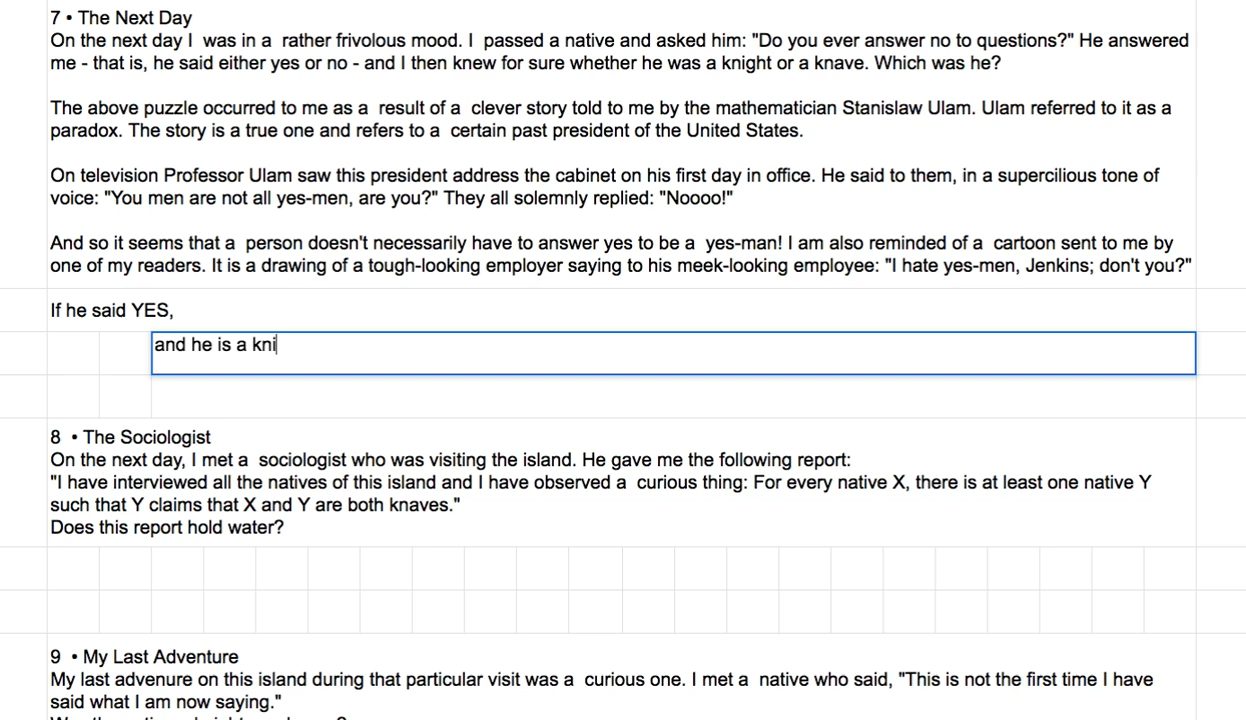 7 • The Next Day
On the next day I was in a rather frivolous mood. I passed a native and asked him: "Do you ever answer no to questions?" He answered
me - that is, he said either yes or no - and I then knew for sure whether he was a knight or a knave. Which was he?
The above puzzle occurred to me as a result of a clever story told to me by the mathematician Stanislaw Ulam. Ulam referred to it as a
paradox. The story is a true one and refers to a certain past president of the United States.
On television Professor Ulam saw this president address the cabinet on his first day in office. He said to them, in a supercilious tone of
voice: "You men are not all yes-men, are you?" They all solemnly replied: "Noooo!"
And so it seems that a person doesn't necessarily have to answer yes to be a yes-man! I am also reminded of a cartoon sent to me by
one of my readers. It is a drawing of a tough-looking employer saying to his meek-looking employee: "I hate yes-men, Jenkins; don't you?"
If he said YES,
and he is a kni
8 • The Sociologist
On the next day, I met a sociologist who was visiting the island. He gave me the following report:
"I have interviewed all the natives of this island and I have observed a curious thing: For every native X, there is at least one native Y
such that Y claims that X and Y are both knaves."
Does this report hold water?
9 • My Last Adventure
My last advenure on this island during that particular visit was a curious one. I met a native who said, "This is not the first time I have
said what I am now saying."